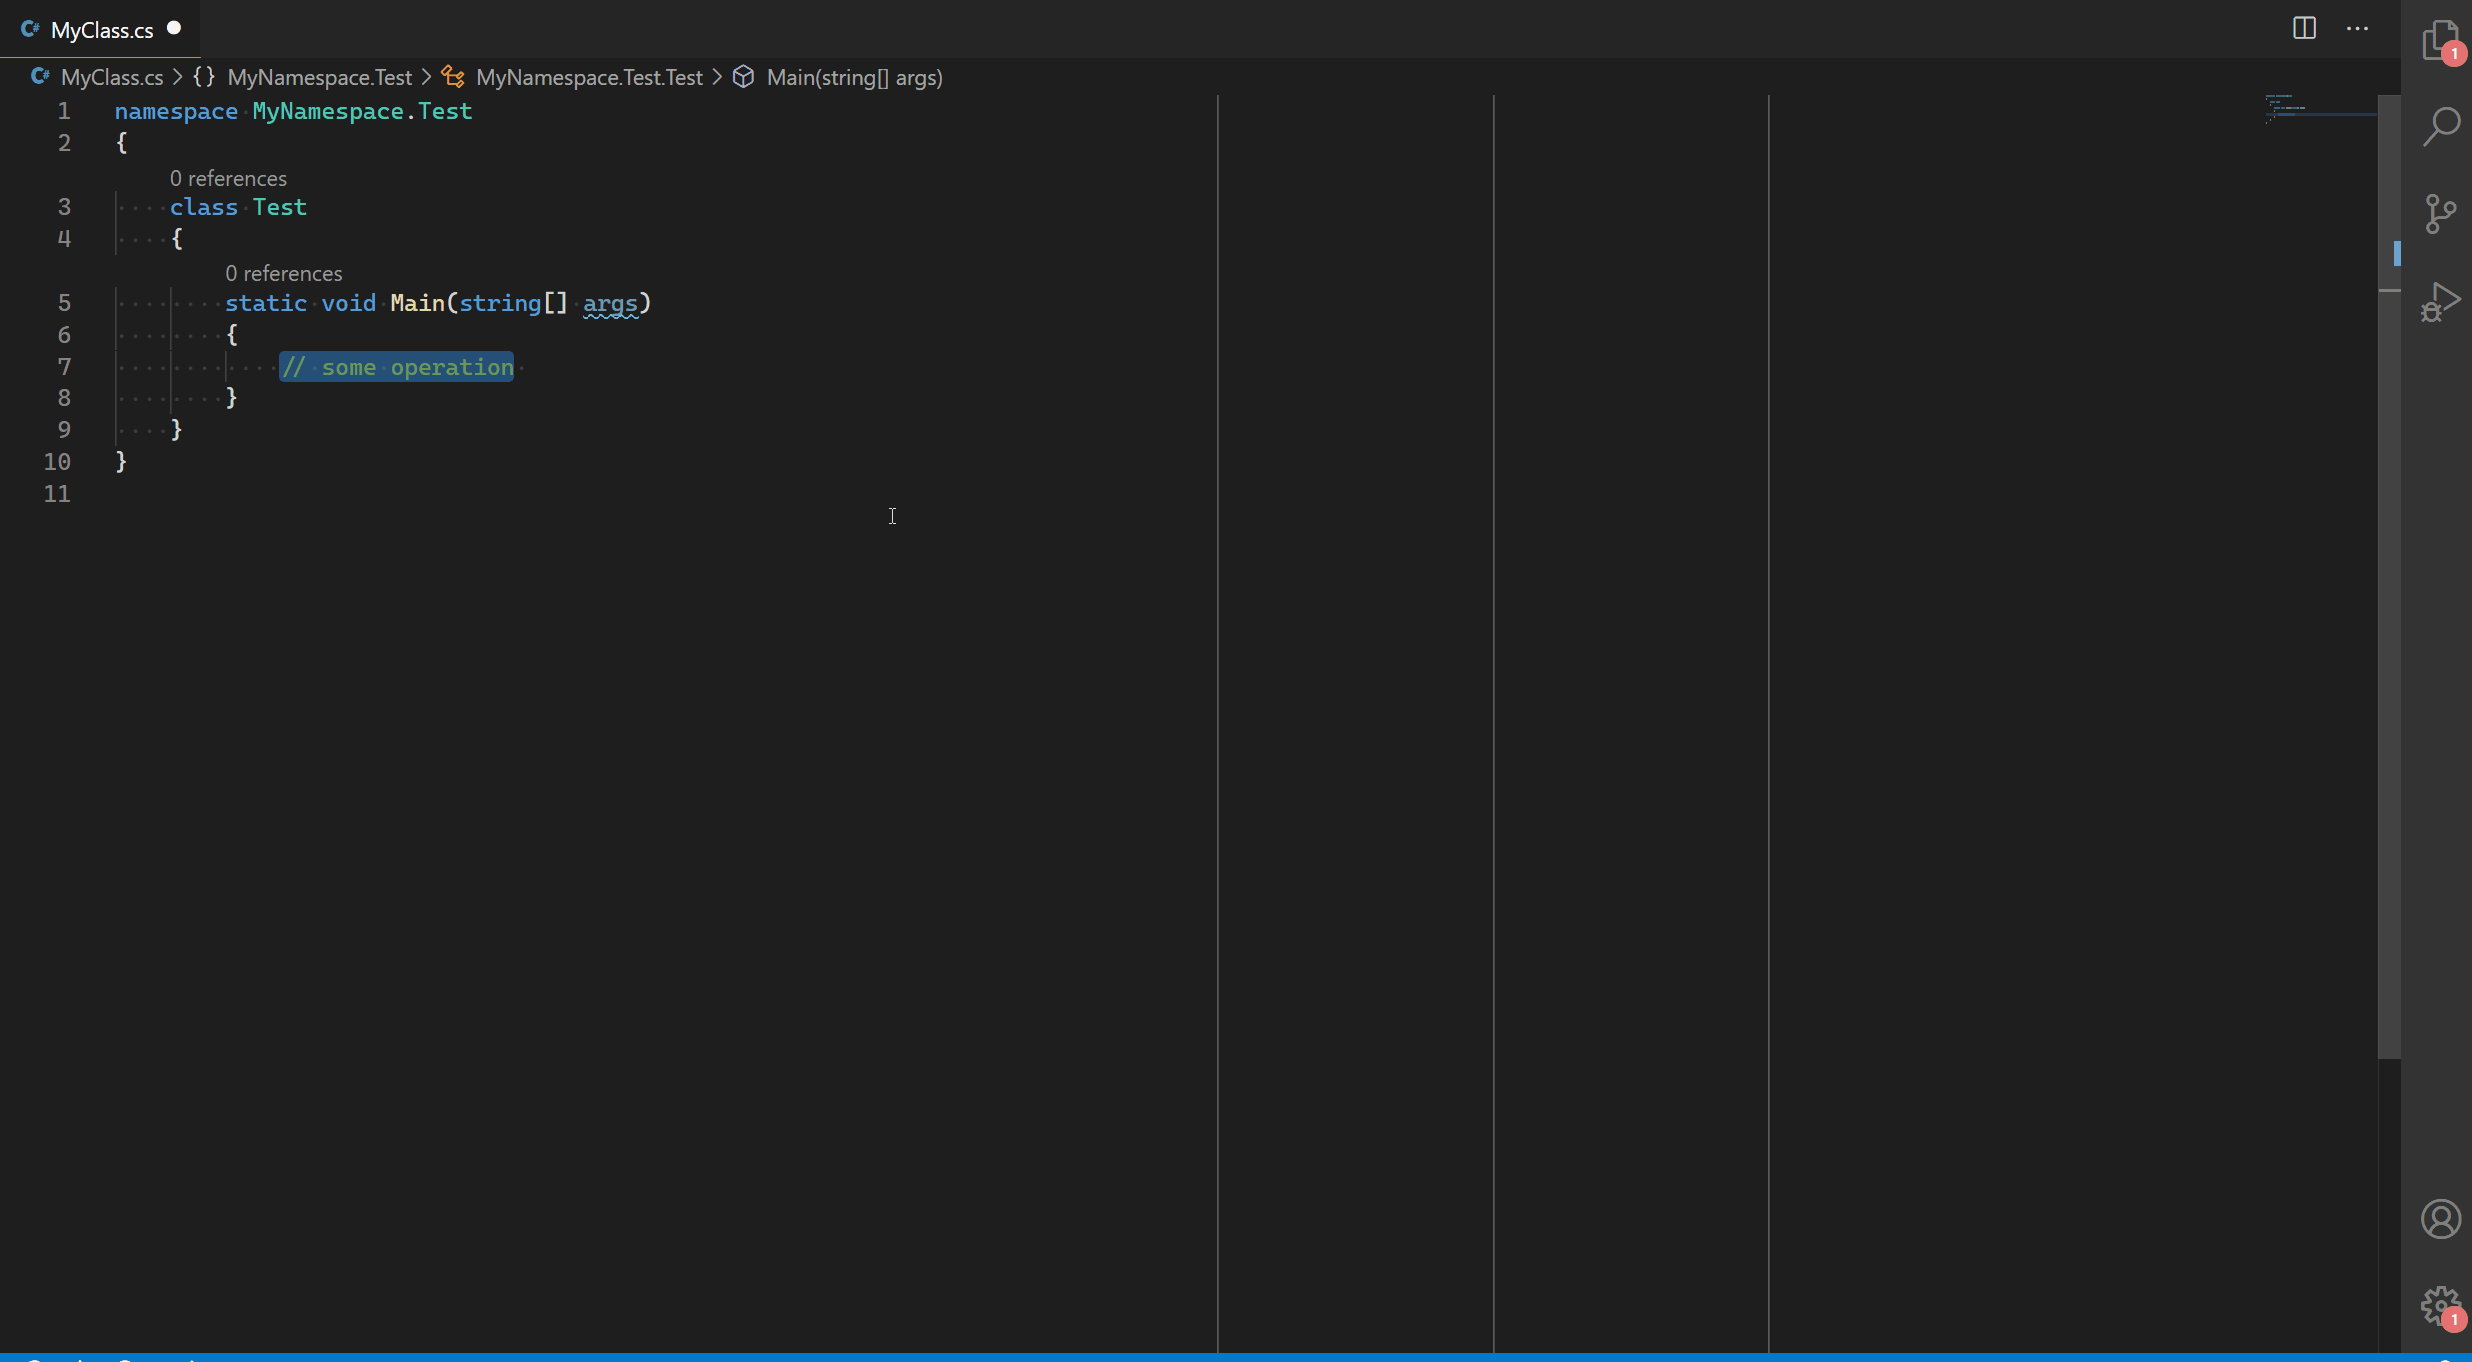 C# MyClass.cs
C# MyClass.cs > {} MyNamespace.Test > MyNamespace.Test.Test > Main(string[] args)
1 namespace MyNamespace.Test
2 {
0 references
3     class Test
4     {
0 references
5         static void Main(string[] args)
6         {
7             // some operation
8         }
9     }
10 }
11
1
1